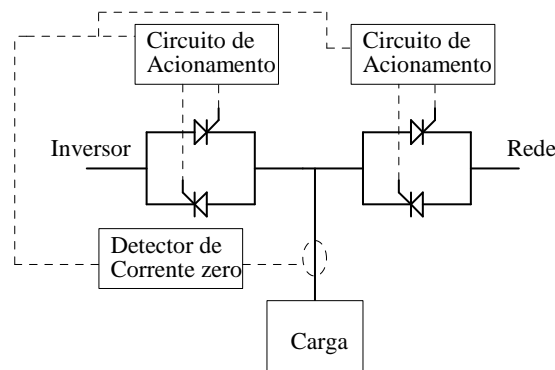 Circuito de
Acionamento
Circuito de
Acionamento
Inversor
Rede
Detector de
Corrente zero
Carga